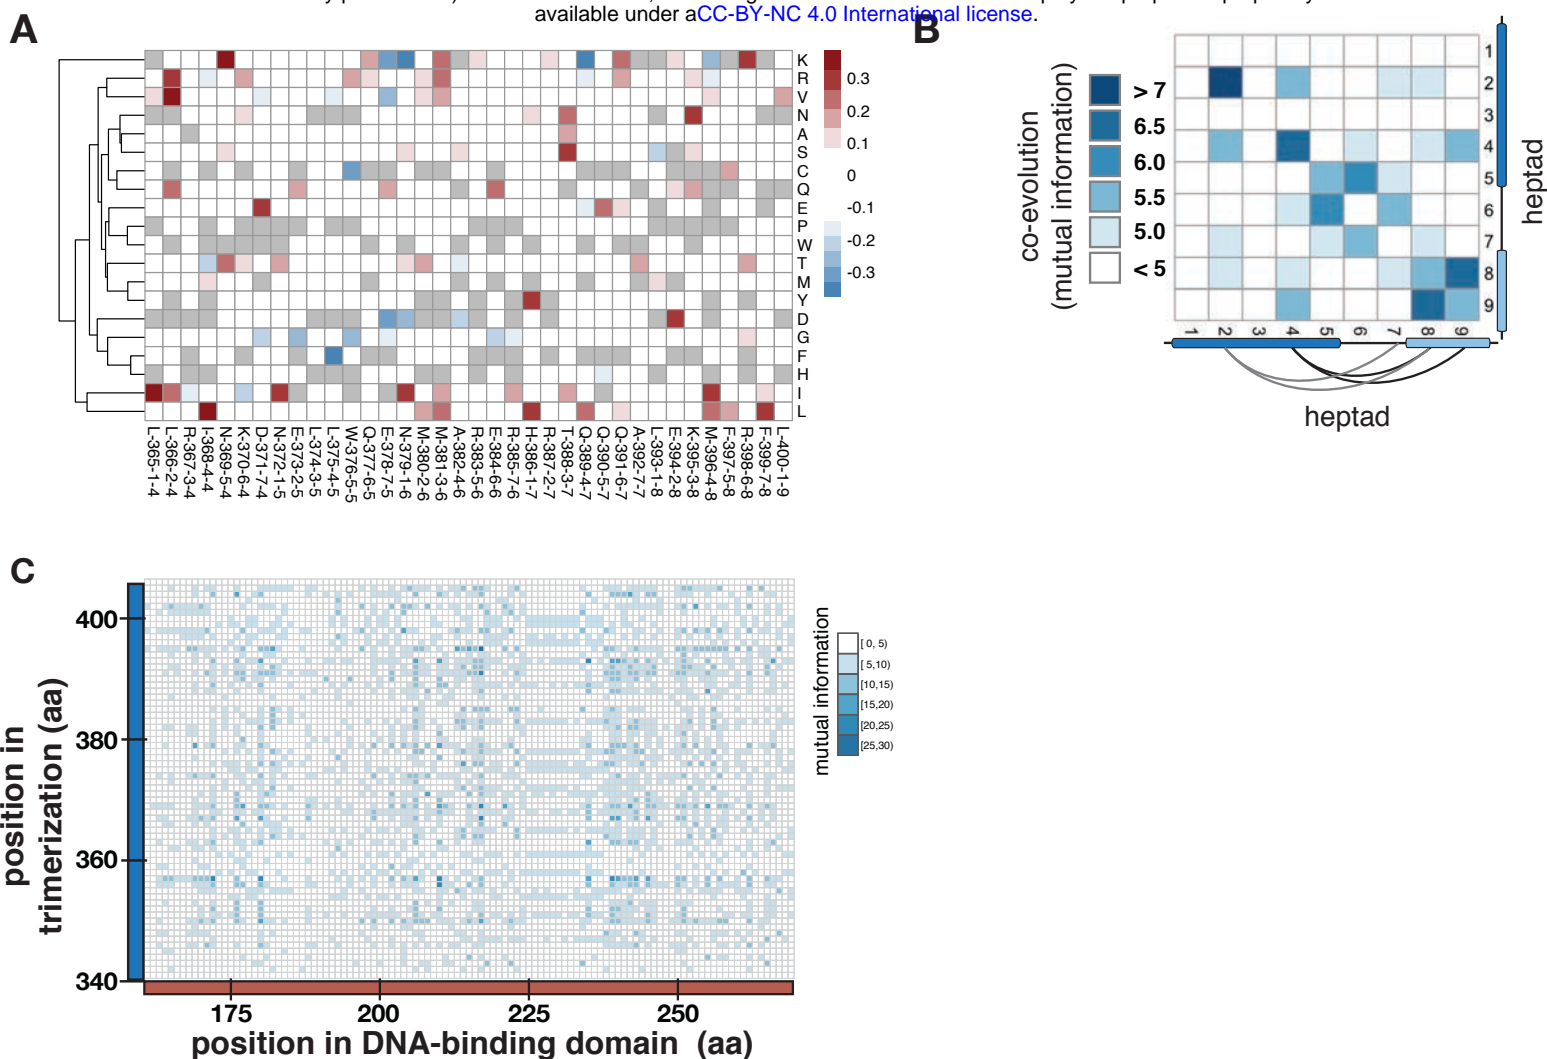 available under aCC-BY-NC 4.0 International license.
A
K
R
V
N
A
S
C
Q
E
P
W
T
M
Y
D
G
F
H
I
L
0.3
0.2
0.1
0
-0.1
-0.2
-0.3
L-365-1-4
L-366-2-4
R-367-3-4
I-368-4-4
N-369-5-4
K-370-6-4
D-371-7-4
N-372-1-5
E-373-2-5
L-374-3-5
L-375-4-5
W-376-5-5
Q-377-6-5
E-378-7-5
N-379-1-6
M-380-2-6
M-381-3-6
A-382-4-6
R-383-5-6
E-384-6-6
R-385-7-6
H-386-1-7
R-387-2-7
T-388-3-7
Q-389-4-7
Q-390-5-7
Q-391-6-7
A-392-7-7
L-393-1-8
E-394-2-8
K-395-3-8
M-396-4-8
F-397-5-8
R-398-6-8
F-399-7-8
L-400-1-9
B
co-evolution
(mutual information)
> 7
6.5
6.0
5.5
5.0
< 5
1
2
3
4
5
6
7
8
9
heptad
1
2
3
4
5
6
7
8
9
heptad
C
position in
trimerization (aa)
400
380
360
340
175
200
225
250
position in DNA-binding domain (aa)
mutual information
[ 0, 5)
[ 5,10)
[10,15)
[15,20)
[20,25)
[25,30)